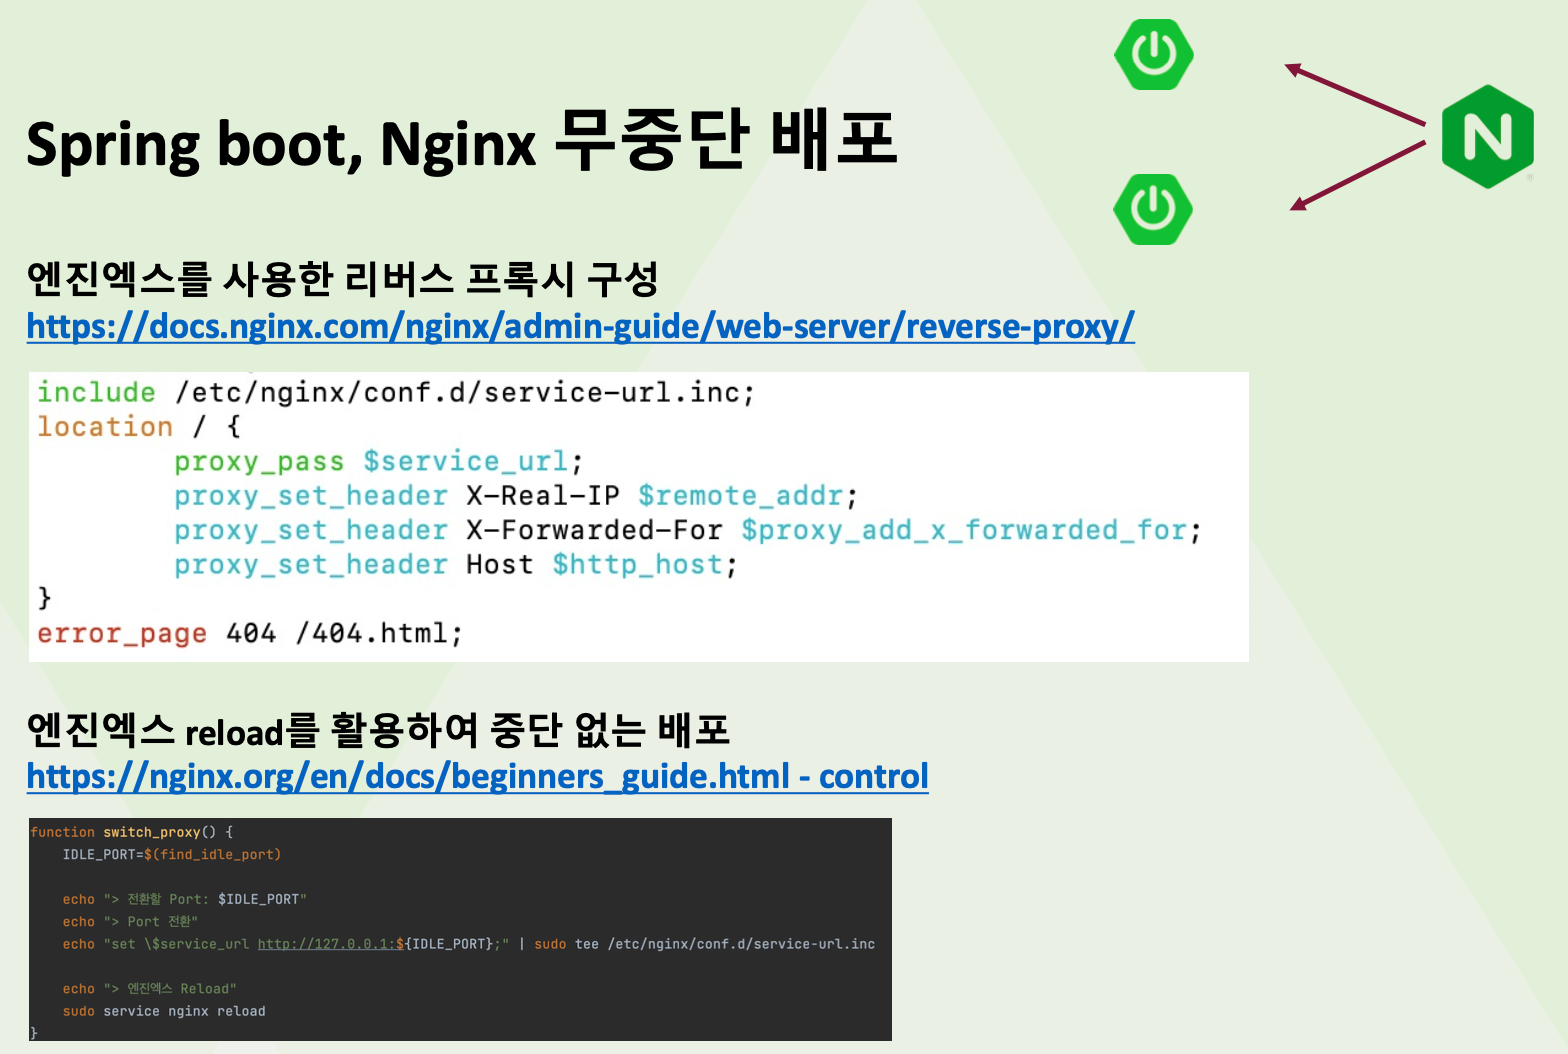 Spring boot, Nginx 무중단 배포
N
엔진엑스를 사용한 리버스 프록시 구성
https://docs.nginx.com/nginx/admin-guide/web-server/reverse-proxy/
include /etc/nginx/conf.d/service-url.inc;
location / {
proxy_pass $service_url;
proxy_set_header X-Real-IP $remote_addr;
proxy_set_header X-Forwarded-For $proxy_add_x_forwarded_for;
proxy_set_header Host $http_host;
}
error_page 404 /404.html;
엔진엑스 reload를 활용하여 중단 없는 배포
https://nginx.org/en/docs/beginners_guide.html - control
function switch_proxy() {
IDLE_PORT=$(find_idle_port)
echo "> 전환할 Port: $IDLE_PORT"
echo "> Port 전환"
echo "set \$service_url http://127.0.0.1:${IDLE_PORT};" | sudo tee /etc/nginx/conf.d/service-url.inc
echo "> 엔진엑스 Reload"
sudo service nginx reload
}